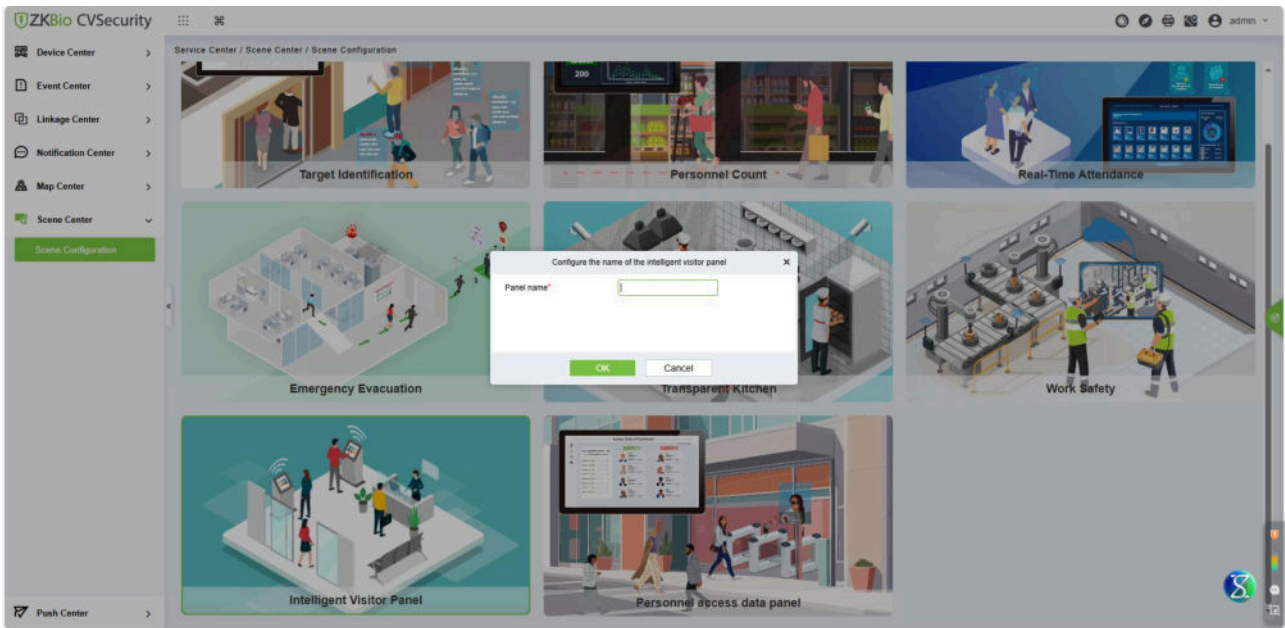 ZKBio CVSecurity
admin
Device Center
Event Center
Linkage Center
Notification Center
Map Center
Scene Center
Scene Configuration
Push Center
Service Center / Scene Center / Scene Configuration
200
Target Identification
Personnel Count
Real-Time Attendance
Configure the name of the intelligent visitor panel
Panel name*
OK
Cancel
Emergency Evacuation
Transparent Kitchen
Work Safety
Intelligent Visitor Panel
Personnel access data panel